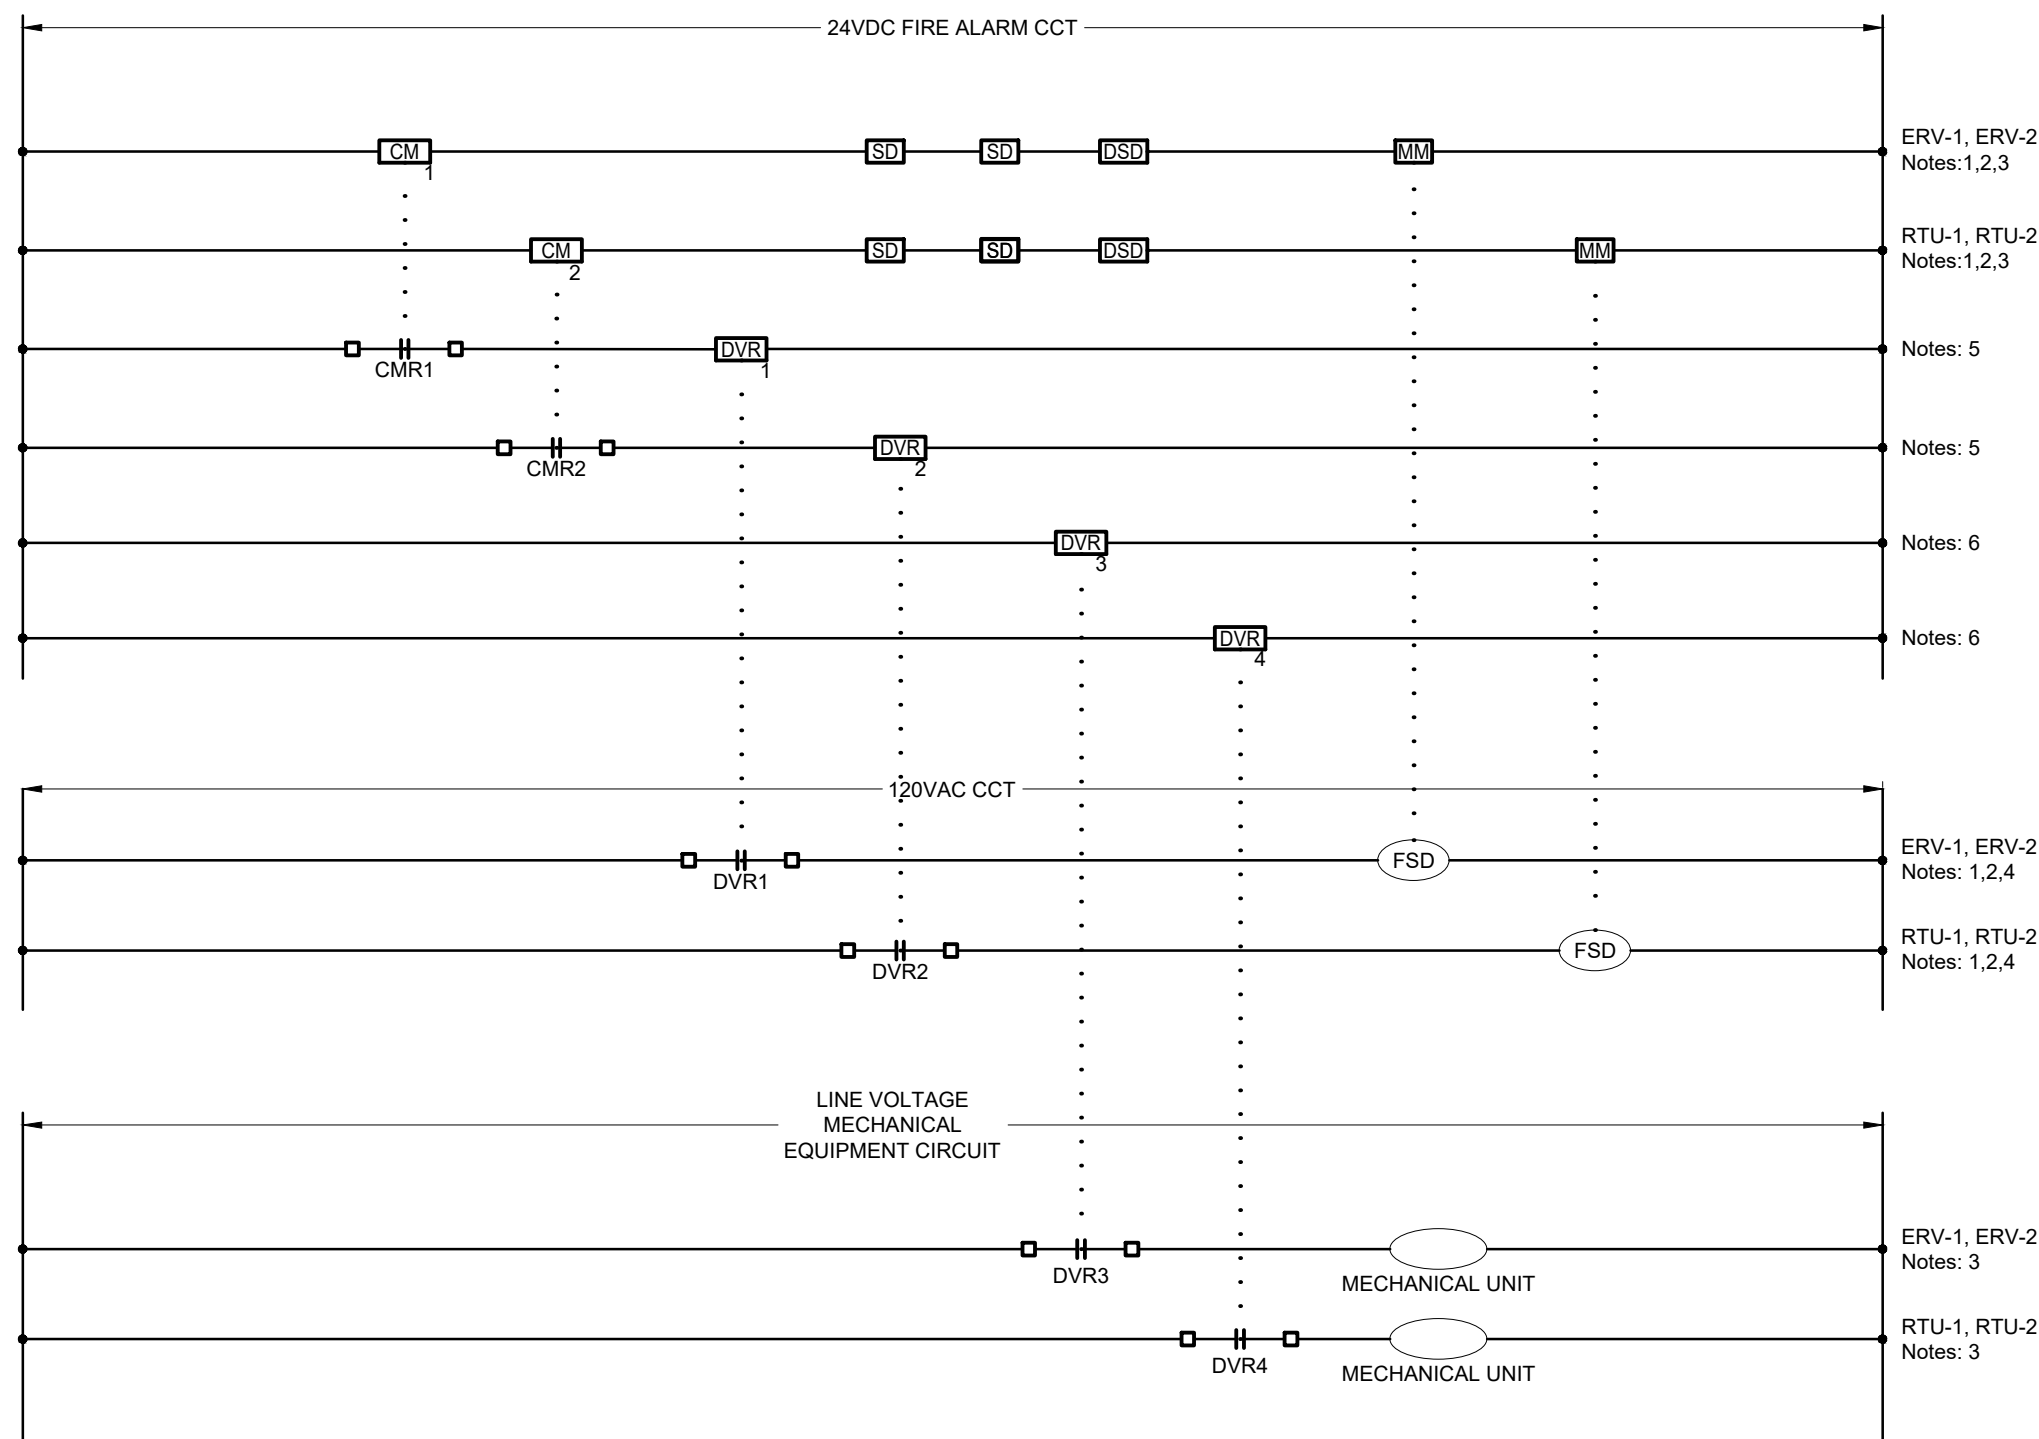 24VDC FIRE ALARM CCT
CM
1
SD
SD
DSD
MM
ERV-1, ERV-2
Notes:1,2,3
CM
2
SD
SD
DSD
MM
RTU-1, RTU-2
Notes:1,2,3
CMR1
DVR
1
Notes: 5
CMR2
DVR
2
Notes: 5
DVR
3
Notes: 6
DVR
4
Notes: 6
120VAC CCT
DVR1
FSD
ERV-1, ERV-2
Notes: 1,2,4
DVR2
FSD
RTU-1, RTU-2
Notes: 1,2,4
LINE VOLTAGE
MECHANICAL
EQUIPMENT CIRCUIT
DVR3
MECHANICAL UNIT
ERV-1, ERV-2
Notes: 3
DVR4
MECHANICAL UNIT
RTU-1, RTU-2
Notes: 3